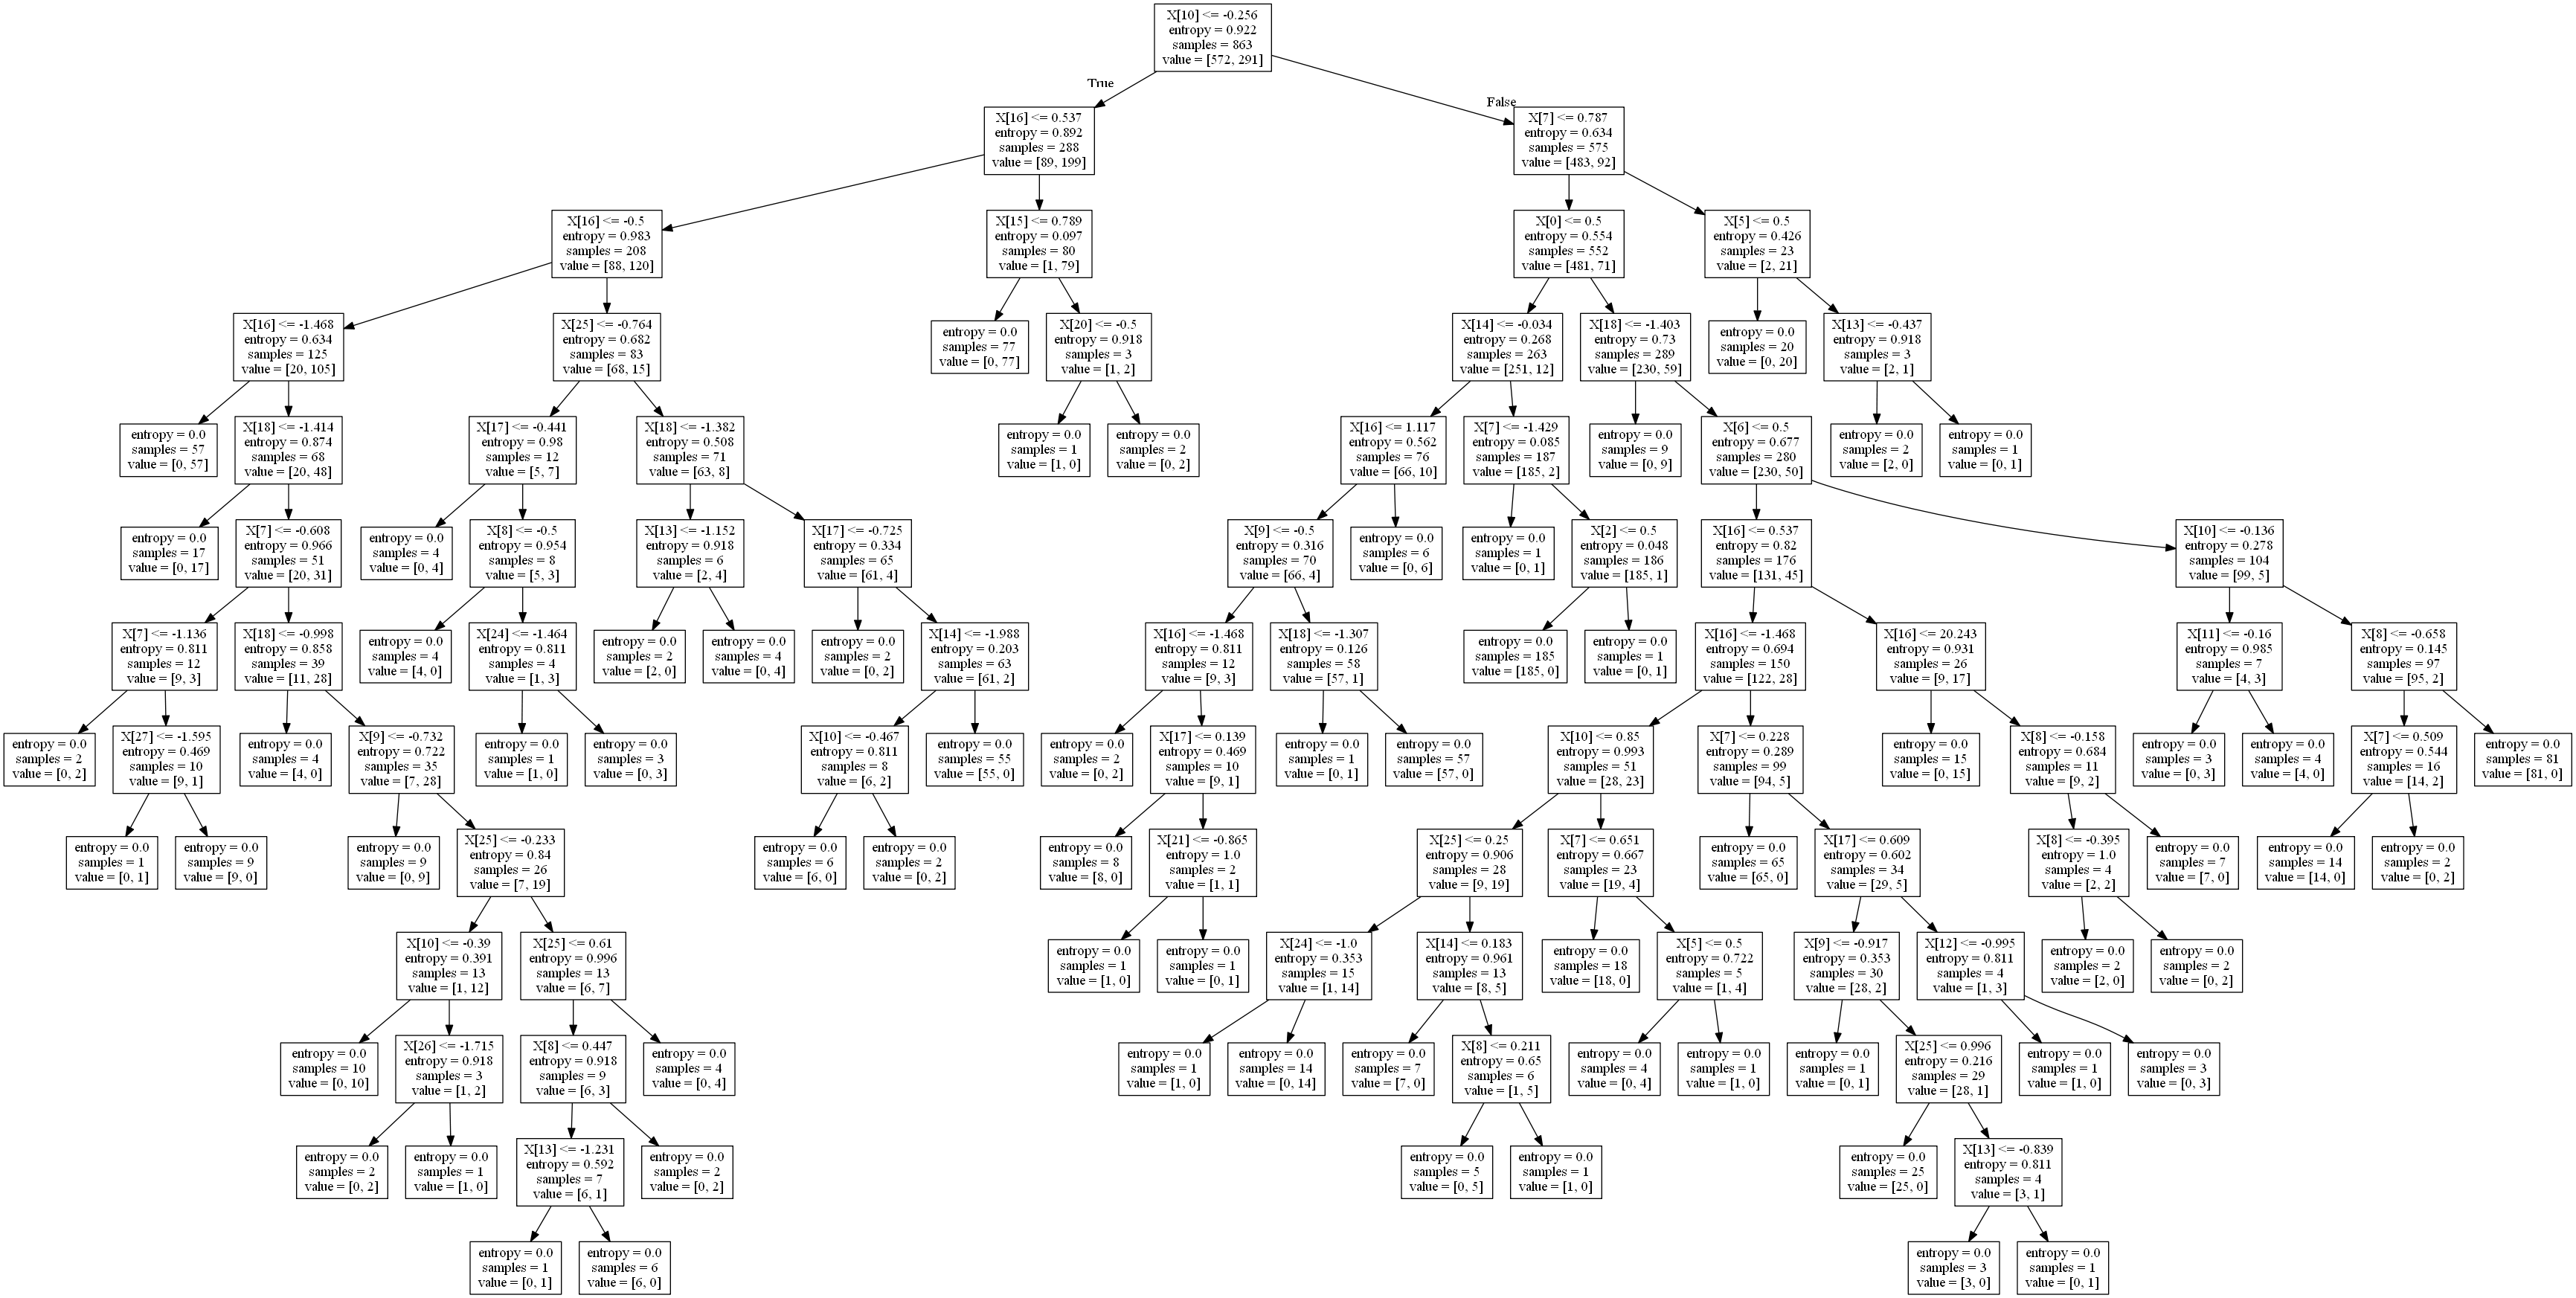 X[10] <= -0.256
entropy = 0.922
samples = 863
value = [572, 291]
True
False
X[16] <= 0.537
entropy = 0.892
samples = 288
value = [89, 199]
X[7] <= 0.787
entropy = 0.634
samples = 575
value = [483, 92]
X[16] <= -0.5
entropy = 0.983
samples = 208
value = [88, 120]
X[15] <= 0.789
entropy = 0.097
samples = 80
value = [1, 79]
X[0] <= 0.5
entropy = 0.554
samples = 552
value = [481, 71]
X[5] <= 0.5
entropy = 0.426
samples = 23
value = [2, 21]
X[16] <= -1.468
entropy = 0.634
samples = 125
value = [20, 105]
X[25] <= -0.764
entropy = 0.682
samples = 83
value = [68, 15]
entropy = 0.0
samples = 77
value = [0, 77]
X[20] <= -0.5
entropy = 0.918
samples = 3
value = [1, 2]
X[14] <= -0.034
entropy = 0.268
samples = 263
value = [251, 12]
X[18] <= -1.403
entropy = 0.73
samples = 289
value = [230, 59]
entropy = 0.0
samples = 20
value = [0, 20]
X[13] <= -0.437
entropy = 0.918
samples = 3
value = [2, 1]
entropy = 0.0
samples = 57
value = [0, 57]
X[18] <= -1.414
entropy = 0.874
samples = 68
value = [20, 48]
X[17] <= -0.441
entropy = 0.98
samples = 12
value = [5, 7]
X[18] <= -1.382
entropy = 0.508
samples = 71
value = [63, 8]
entropy = 0.0
samples = 1
value = [1, 0]
entropy = 0.0
samples = 2
value = [0, 2]
X[16] <= 1.117
entropy = 0.562
samples = 76
value = [66, 10]
X[7] <= -1.429
entropy = 0.085
samples = 187
value = [185, 2]
entropy = 0.0
samples = 9
value = [0, 9]
X[6] <= 0.5
entropy = 0.677
samples = 280
value = [230, 50]
entropy = 0.0
samples = 2
value = [2, 0]
entropy = 0.0
samples = 1
value = [0, 1]
entropy = 0.0
samples = 17
value = [0, 17]
X[7] <= -0.608
entropy = 0.966
samples = 51
value = [20, 31]
entropy = 0.0
samples = 4
value = [0, 4]
X[8] <= -0.5
entropy = 0.954
samples = 8
value = [5, 3]
X[13] <= -1.152
entropy = 0.918
samples = 6
value = [2, 4]
X[17] <= -0.725
entropy = 0.334
samples = 65
value = [61, 4]
X[9] <= -0.5
entropy = 0.316
samples = 70
value = [66, 4]
entropy = 0.0
samples = 6
value = [0, 6]
entropy = 0.0
samples = 1
value = [0, 1]
X[2] <= 0.5
entropy = 0.048
samples = 186
value = [185, 1]
X[16] <= 0.537
entropy = 0.82
samples = 176
value = [131, 45]
X[10] <= -0.136
entropy = 0.278
samples = 104
value = [99, 5]
X[7] <= -1.136
entropy = 0.811
samples = 12
value = [9, 3]
X[18] <= -0.998
entropy = 0.858
samples = 39
value = [11, 28]
entropy = 0.0
samples = 4
value = [4, 0]
X[24] <= -1.464
entropy = 0.811
samples = 4
value = [1, 3]
entropy = 0.0
samples = 2
value = [2, 0]
entropy = 0.0
samples = 4
value = [0, 4]
entropy = 0.0
samples = 2
value = [0, 2]
X[14] <= -1.988
entropy = 0.203
samples = 63
value = [61, 2]
X[16] <= -1.468
entropy = 0.811
samples = 12
value = [9, 3]
X[18] <= -1.307
entropy = 0.126
samples = 58
value = [57, 1]
entropy = 0.0
samples = 185
value = [185, 0]
entropy = 0.0
samples = 1
value = [0, 1]
X[16] <= -1.468
entropy = 0.694
samples = 150
value = [122, 28]
X[16] <= 20.243
entropy = 0.931
samples = 26
value = [9, 17]
X[11] <= -0.16
entropy = 0.985
samples = 7
value = [4, 3]
X[8] <= -0.658
entropy = 0.145
samples = 97
value = [95, 2]
entropy = 0.0
samples = 2
value = [0, 2]
X[27] <= -1.595
entropy = 0.469
samples = 10
value = [9, 1]
entropy = 0.0
samples = 4
value = [4, 0]
X[9] <= -0.732
entropy = 0.722
samples = 35
value = [7, 28]
entropy = 0.0
samples = 1
value = [1, 0]
entropy = 0.0
samples = 3
value = [0, 3]
X[10] <= -0.467
entropy = 0.811
samples = 8
value = [6, 2]
entropy = 0.0
samples = 55
value = [55, 0]
entropy = 0.0
samples = 2
value = [0, 2]
X[17] <= 0.139
entropy = 0.469
samples = 10
value = [9, 1]
entropy = 0.0
samples = 1
value = [0, 1]
entropy = 0.0
samples = 57
value = [57, 0]
X[10] <= 0.85
entropy = 0.993
samples = 51
value = [28, 23]
X[7] <= 0.228
entropy = 0.289
samples = 99
value = [94, 5]
entropy = 0.0
samples = 15
value = [0, 15]
X[8] <= -0.158
entropy = 0.684
samples = 11
value = [9, 2]
entropy = 0.0
samples = 3
value = [0, 3]
entropy = 0.0
samples = 4
value = [4, 0]
X[7] <= 0.509
entropy = 0.544
samples = 16
value = [14, 2]
entropy = 0.0
samples = 81
value = [81, 0]
entropy = 0.0
samples = 1
value = [0, 1]
entropy = 0.0
samples = 9
value = [9, 0]
entropy = 0.0
samples = 9
value = [0, 9]
X[25] <= -0.233
entropy = 0.84
samples = 26
value = [7, 19]
entropy = 0.0
samples = 6
value = [6, 0]
entropy = 0.0
samples = 2
value = [0, 2]
entropy = 0.0
samples = 8
value = [8, 0]
X[21] <= -0.865
entropy = 1.0
samples = 2
value = [1, 1]
X[25] <= 0.25
entropy = 0.906
samples = 28
value = [9, 19]
X[7] <= 0.651
entropy = 0.667
samples = 23
value = [19, 4]
entropy = 0.0
samples = 65
value = [65, 0]
X[17] <= 0.609
entropy = 0.602
samples = 34
value = [29, 5]
X[8] <= -0.395
entropy = 1.0
samples = 4
value = [2, 2]
entropy = 0.0
samples = 7
value = [7, 0]
entropy = 0.0
samples = 14
value = [14, 0]
entropy = 0.0
samples = 2
value = [0, 2]
X[10] <= -0.39
entropy = 0.391
samples = 13
value = [1, 12]
X[25] <= 0.61
entropy = 0.996
samples = 13
value = [6, 7]
entropy = 0.0
samples = 1
value = [1, 0]
entropy = 0.0
samples = 1
value = [0, 1]
X[24] <= -1.0
entropy = 0.353
samples = 15
value = [1, 14]
X[14] <= 0.183
entropy = 0.961
samples = 13
value = [8, 5]
entropy = 0.0
samples = 18
value = [18, 0]
X[5] <= 0.5
entropy = 0.722
samples = 5
value = [1, 4]
X[9] <= -0.917
entropy = 0.353
samples = 30
value = [28, 2]
X[12] <= -0.995
entropy = 0.811
samples = 4
value = [1, 3]
entropy = 0.0
samples = 2
value = [2, 0]
entropy = 0.0
samples = 2
value = [0, 2]
entropy = 0.0
samples = 10
value = [0, 10]
X[26] <= -1.715
entropy = 0.918
samples = 3
value = [1, 2]
X[8] <= 0.447
entropy = 0.918
samples = 9
value = [6, 3]
entropy = 0.0
samples = 4
value = [0, 4]
entropy = 0.0
samples = 1
value = [1, 0]
entropy = 0.0
samples = 14
value = [0, 14]
entropy = 0.0
samples = 7
value = [7, 0]
X[8] <= 0.211
entropy = 0.65
samples = 6
value = [1, 5]
entropy = 0.0
samples = 4
value = [0, 4]
entropy = 0.0
samples = 1
value = [1, 0]
entropy = 0.0
samples = 1
value = [0, 1]
X[25] <= 0.996
entropy = 0.216
samples = 29
value = [28, 1]
entropy = 0.0
samples = 1
value = [1, 0]
entropy = 0.0
samples = 3
value = [0, 3]
entropy = 0.0
samples = 2
value = [0, 2]
entropy = 0.0
samples = 1
value = [1, 0]
X[13] <= -1.231
entropy = 0.592
samples = 7
value = [6, 1]
entropy = 0.0
samples = 2
value = [0, 2]
entropy = 0.0
samples = 5
value = [0, 5]
entropy = 0.0
samples = 1
value = [1, 0]
entropy = 0.0
samples = 25
value = [25, 0]
X[13] <= -0.839
entropy = 0.811
samples = 4
value = [3, 1]
entropy = 0.0
samples = 1
value = [0, 1]
entropy = 0.0
samples = 6
value = [6, 0]
entropy = 0.0
samples = 3
value = [3, 0]
entropy = 0.0
samples = 1
value = [0, 1]